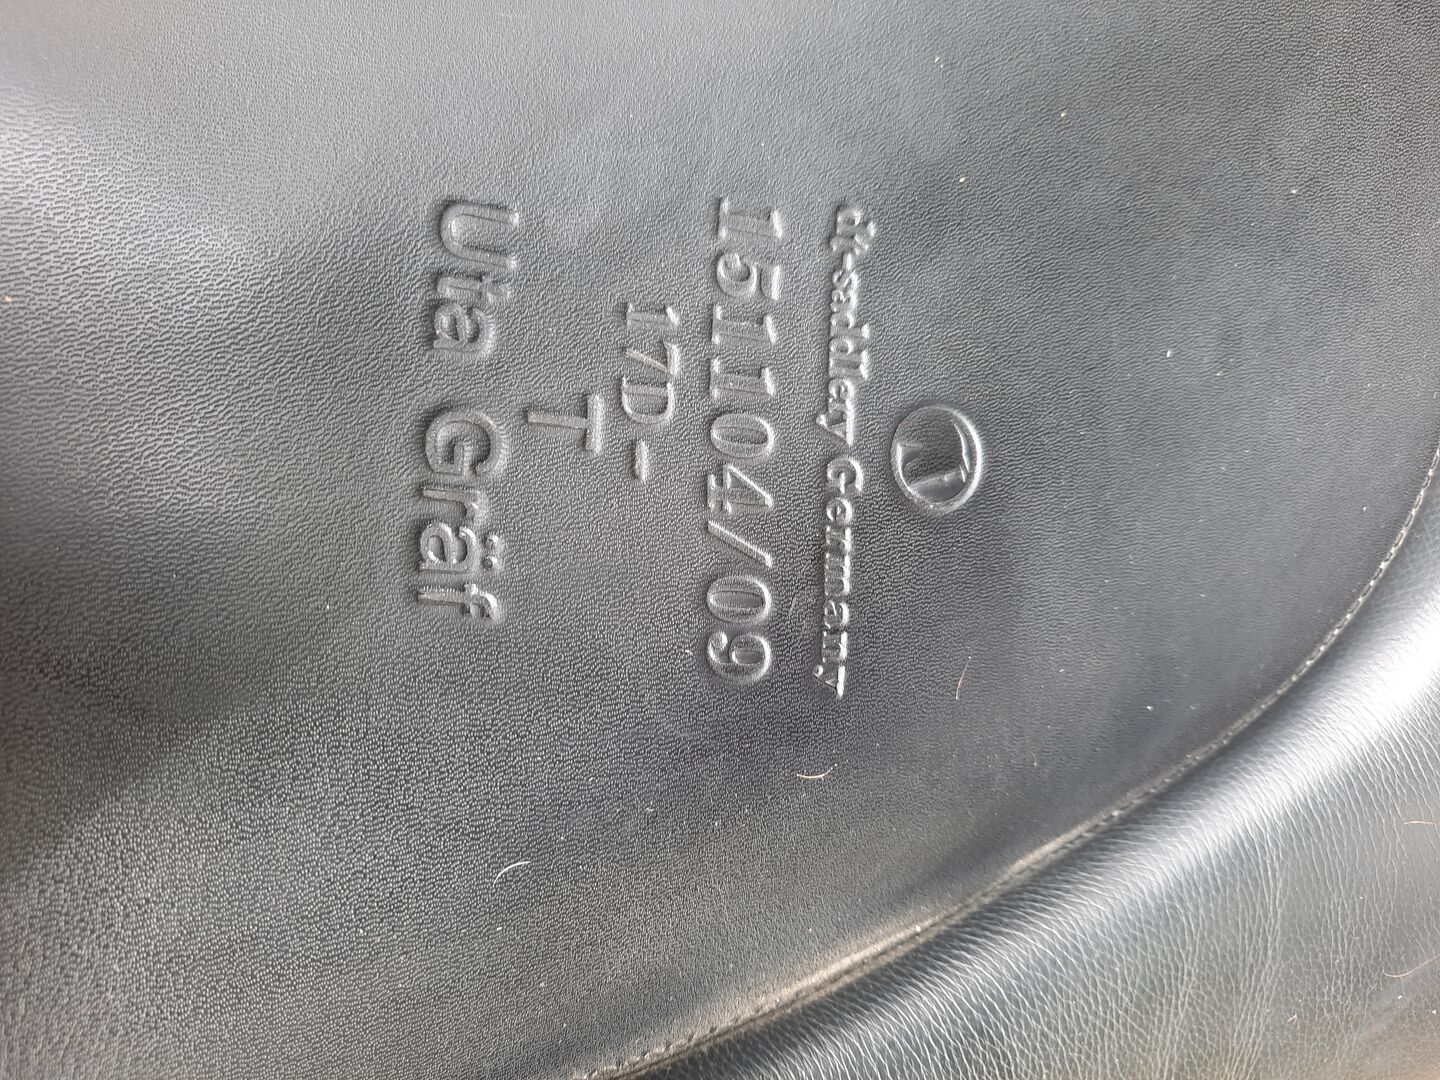 dt-saddlery Germany
151104/09
17D-
T
Uta Gräf